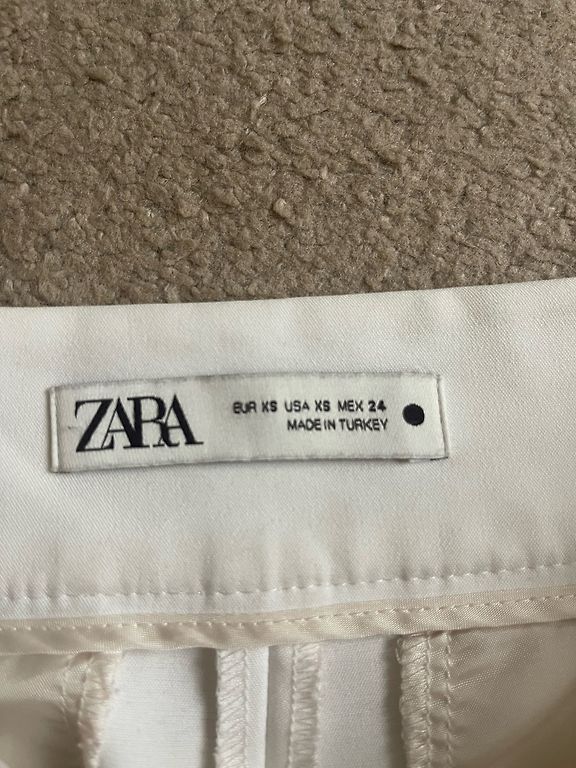 ZARA
EUR XS USA XS MEX 24
MADE IN TURKEY